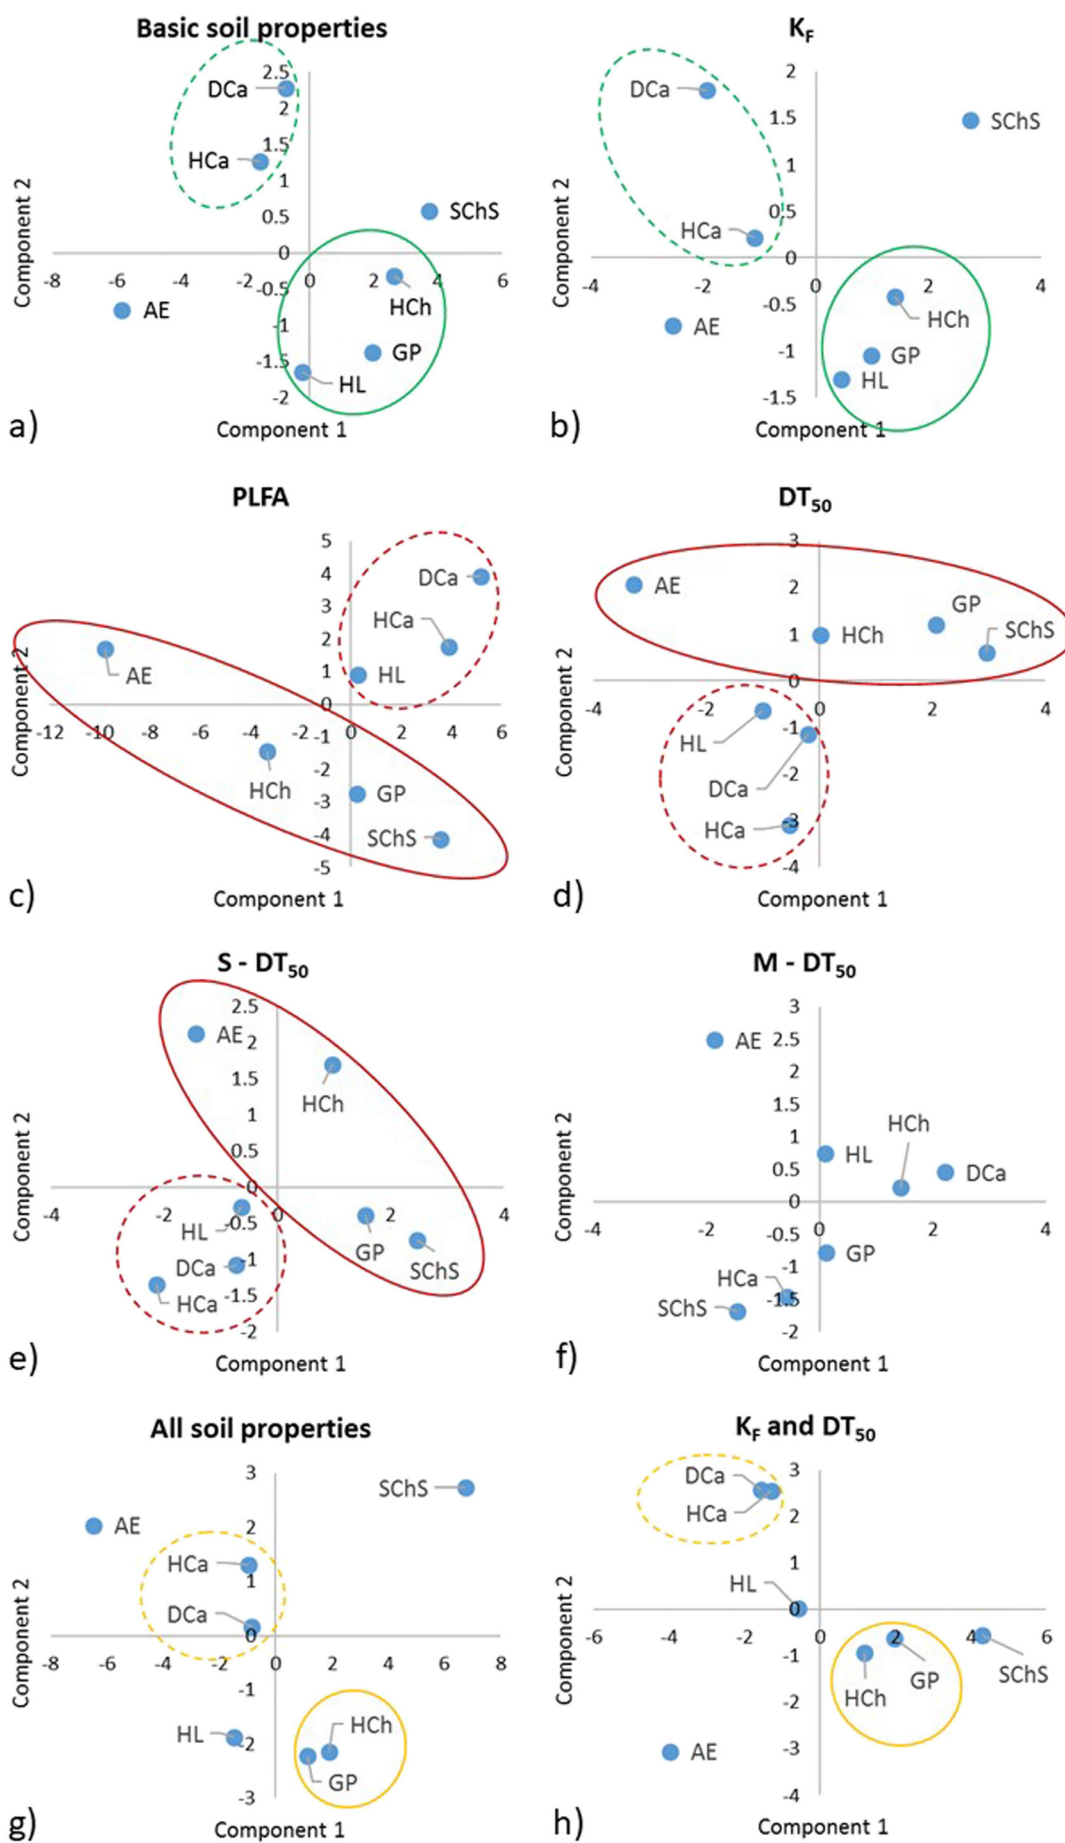 Basic soil properties
2.5
DCa
2
1.5
HCa
1
0.5
SChS
0
-8 -6 -4 -2 0 2 4 6
-0.5
HCh
AE
-1
GP
-1.5
HL
-2
Component 2
a)
Component 1
K_F
2
DCa
1.5
SChS
1
0.5
HCa
0
-4 -2 0 2 4
-0.5
HCh
AE
-1
GP
HL
-1.5
Component 2
b)
Component 1
PLFA
5
4
DCa
3
HCa
2
1
HL
AE
0
-12 -10 -8 -6 -4 -2 0 2 4 6
-1
HCh
-2
GP
-3
SChS
-4
-5
Component 2
c)
Component 1
DT50
3
AE
2
GP
SChS
1
HCh
0
-4 -2 0 2 4
HL
-1
DCa
-2
HCa
-3
-4
Component 2
d)
Component 1
S - DT50
2.5
AE
2
1.5
HCh
1
0.5
0
-4 -2 0 2 4
HL
-0.5
GP
DCa
-1
SChS
HCa
-1.5
-2
Component 2
e)
Component 1
M - DT50
3
AE
2.5
2
1.5
HCh
1
HL
DCa
0.5
0
-4 -2 0 2 4
-0.5
GP
-1
HCa
SChS
-1.5
-2
Component 2
f)
Component 1
All soil properties
3
SChS
AE
2
HCa
1
DCa
0
-8 -6 -4 -2 0 2 4 6 8
-1
HL
HCh
-2
GP
-3
Component 2
g)
Component 1
K_F and DT50
3
DCa
HCa
2
1
HL
0
-6 -4 -2 0 2 4 6
-1
HCh
GP
SChS
-2
AE
-3
-4
Component 2
h)
Component 1